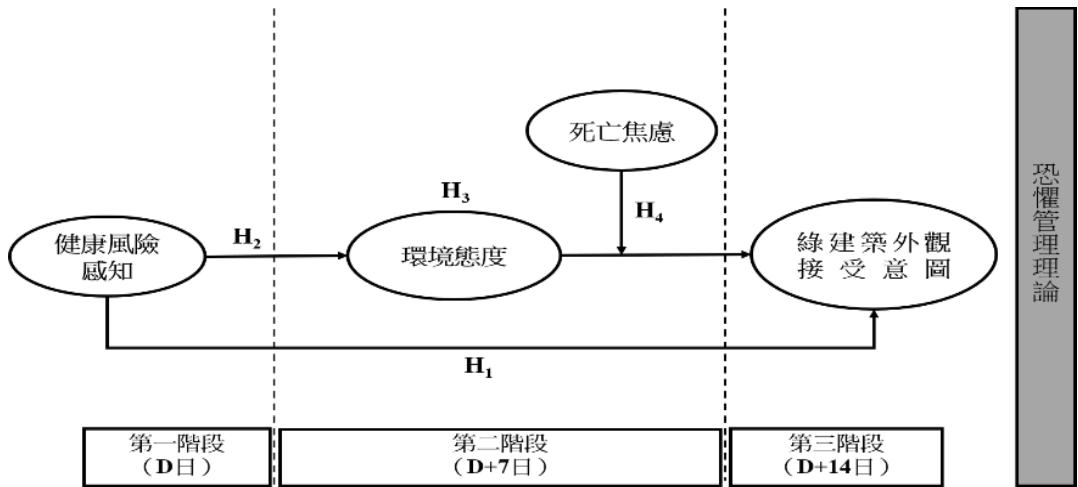 死亡焦慮
H3
H4
健康風險
感知
H2
環境態度
綠建築外觀
接受意圖
H1
第一階段
（D日）
第二階段
（D+7日）
第三階段
（D+14日）
恐懼管理理論